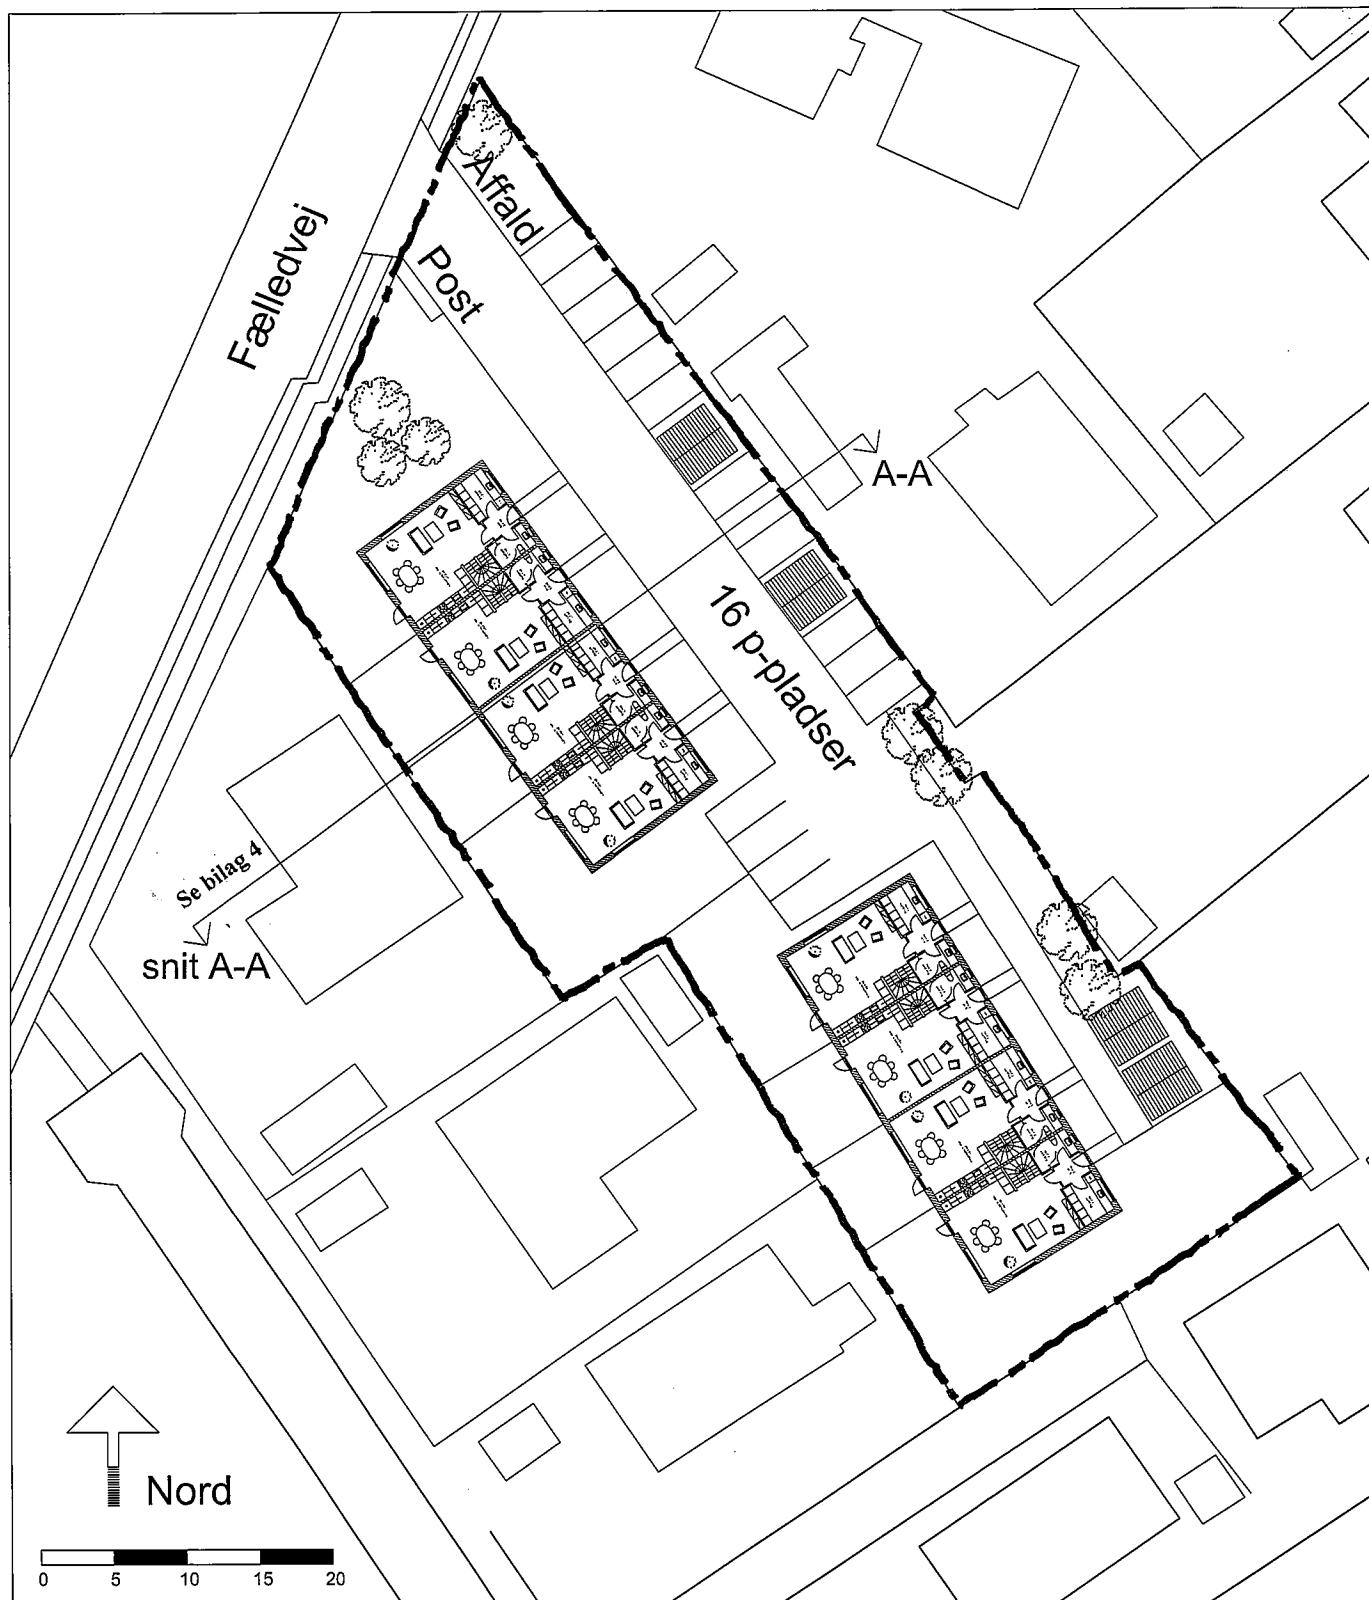 Affald
Post
Fælledvej
A-A
16 p-pladser
Se bilag 4
snit A-A
Nord
0 5 10 15 20